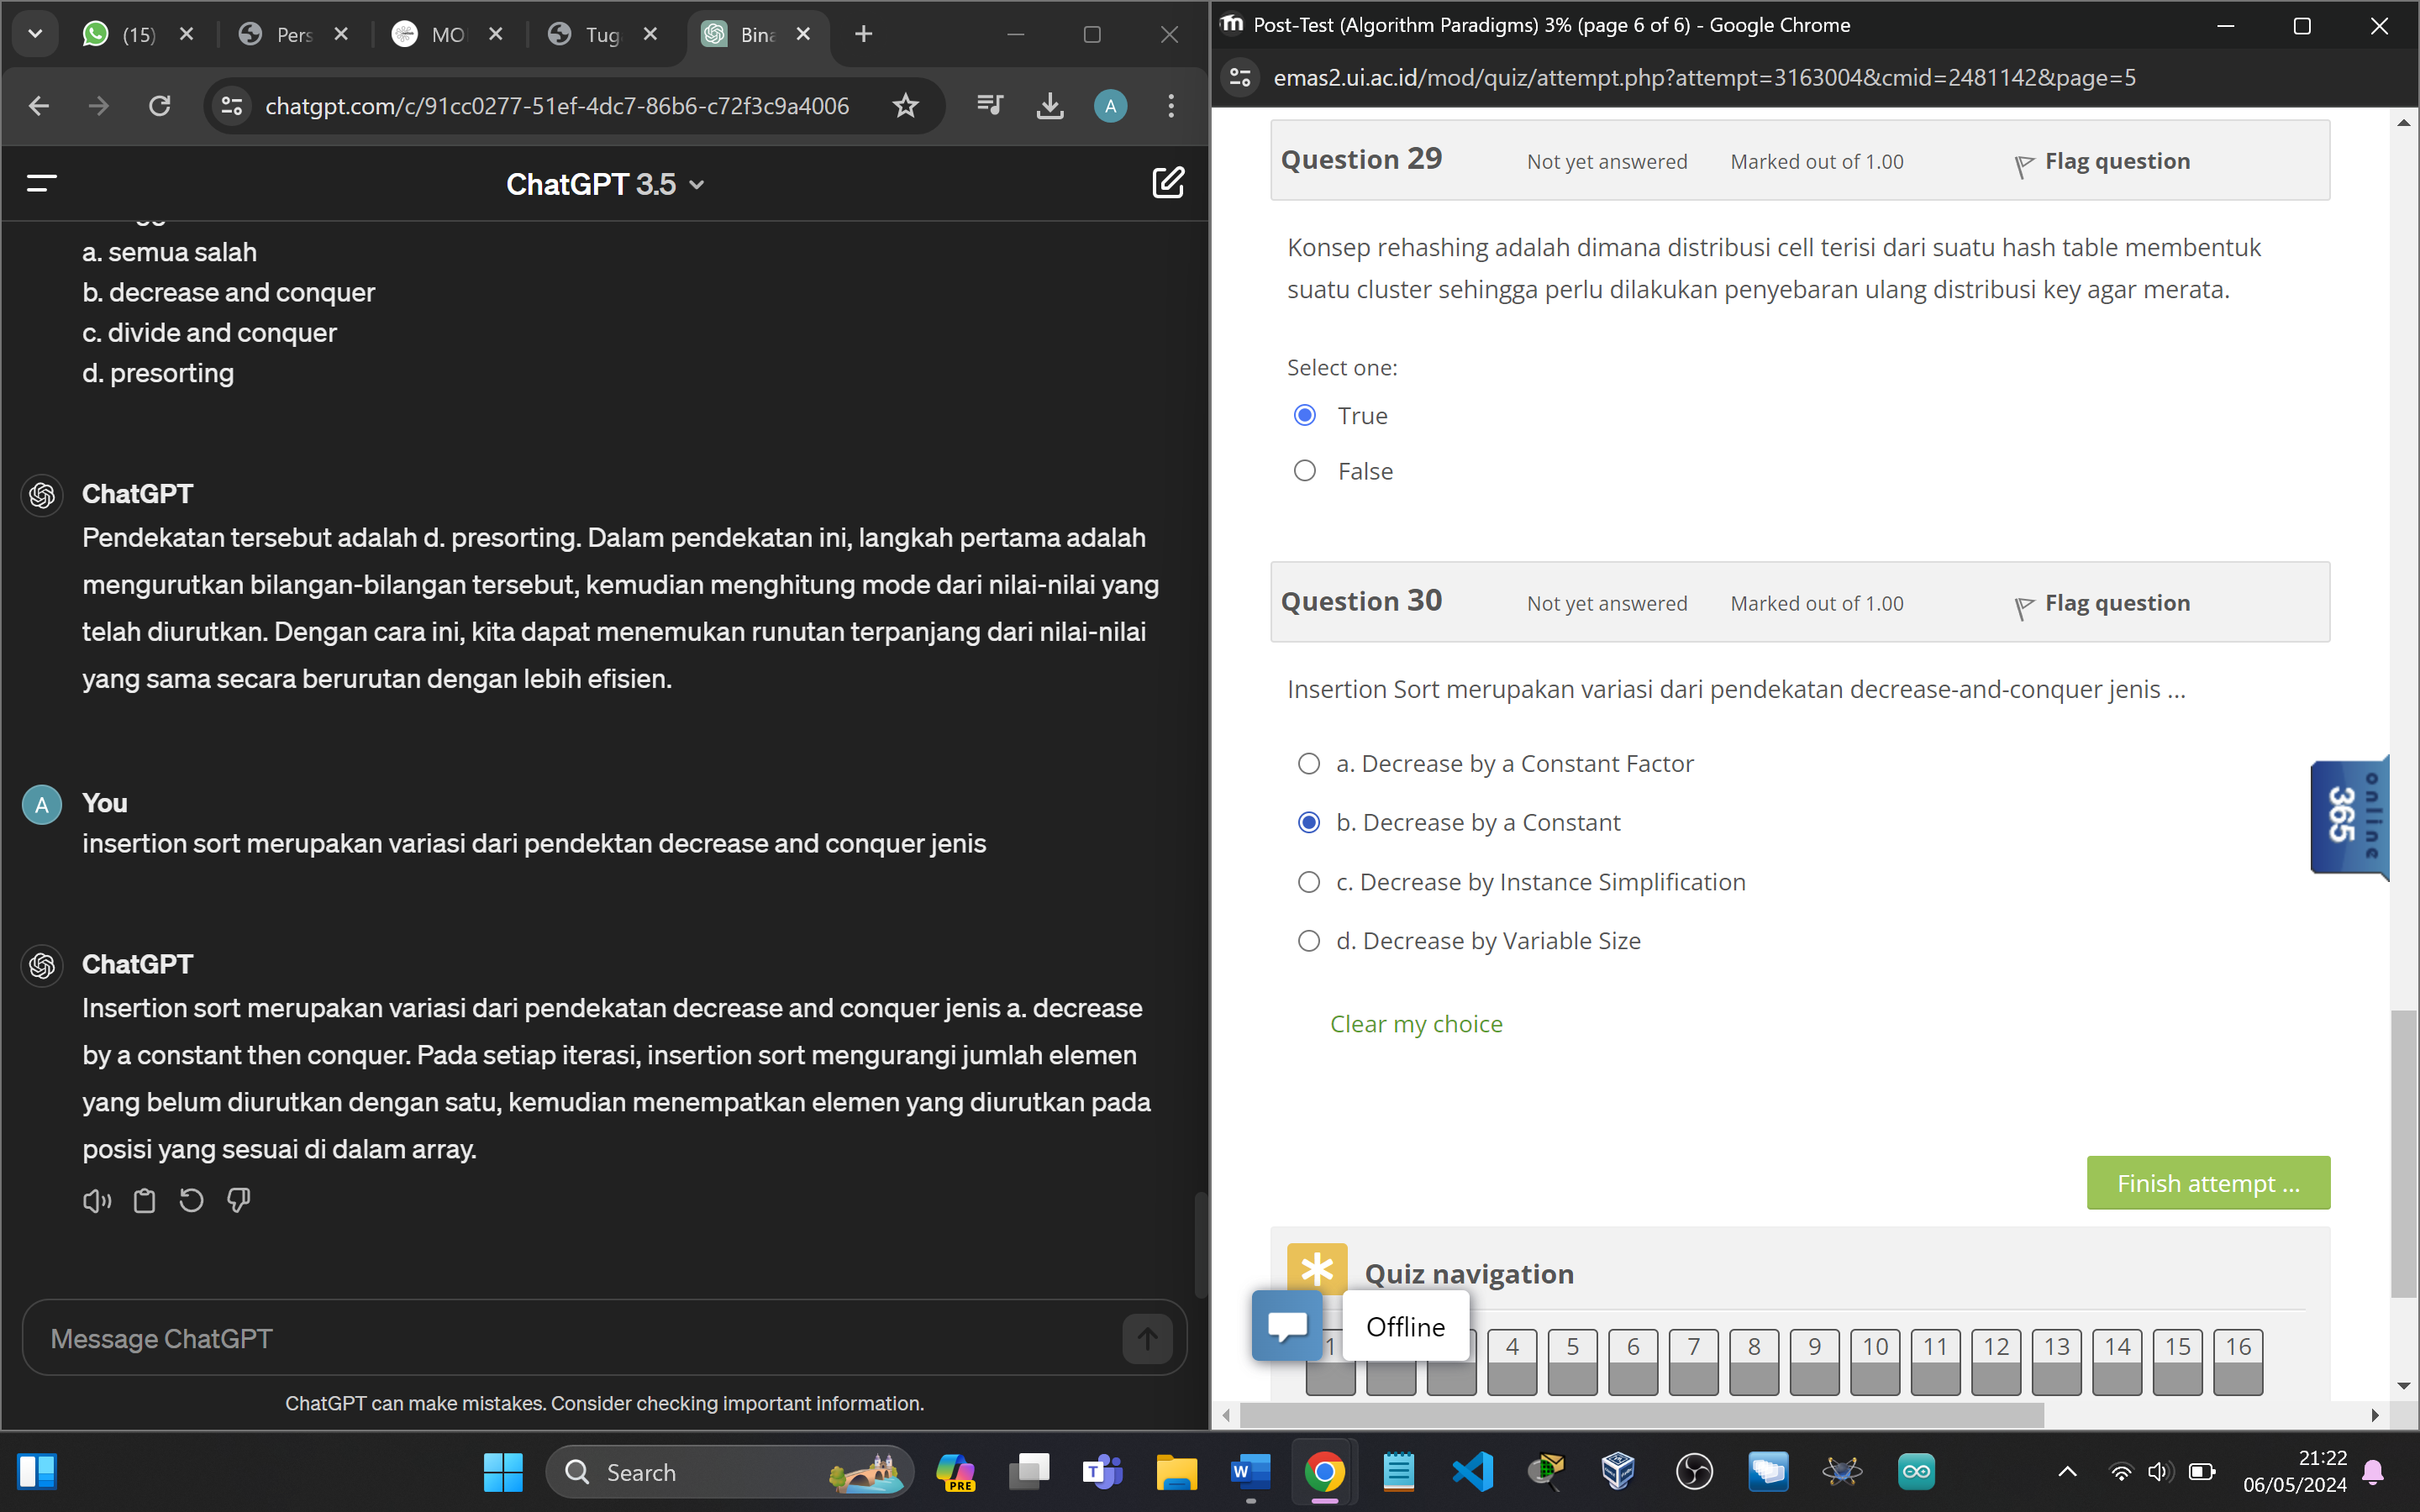 (15)
Pers
MO
Tug
Bina
chatgpt.com/c/91cc0277-51ef-4dc7-86b6-c72f3c9a4006
A
ChatGPT 3.5
a. semua salah
b. decrease and conquer
c. divide and conquer
d. presorting
ChatGPT
Pendekatan tersebut adalah d. presorting. Dalam pendekatan ini, langkah pertama adalah
mengurutkan bilangan-bilangan tersebut, kemudian menghitung mode dari nilai-nilai yang
telah diurutkan. Dengan cara ini, kita dapat menemukan runutan terpanjang dari nilai-nilai
yang sama secara berurutan dengan lebih efisien.
A
You
insertion sort merupakan variasi dari pendektan decrease and conquer jenis
ChatGPT
Insertion sort merupakan variasi dari pendekatan decrease and conquer jenis a. decrease
by a constant then conquer. Pada setiap iterasi, insertion sort mengurangi jumlah elemen
yang belum diurutkan dengan satu, kemudian menempatkan elemen yang diurutkan pada
posisi yang sesuai di dalam array.
Message ChatGPT
ChatGPT can make mistakes. Consider checking important information.
Post-Test (Algorithm Paradigms) 3% (page 6 of 6) - Google Chrome
emas2.ui.ac.id/mod/quiz/attempt.php?attempt=3163004&cmid=2481142&page=5
Question 29 Not yet answered Marked out of 1.00 Flag question
Konsep rehashing adalah dimana distribusi cell terisi dari suatu hash table membentuk
suatu cluster sehingga perlu dilakukan penyebaran ulang distribusi key agar merata.
Select one:
True
False
Question 30 Not yet answered Marked out of 1.00 Flag question
Insertion Sort merupakan variasi dari pendekatan decrease-and-conquer jenis ...
a. Decrease by a Constant Factor
b. Decrease by a Constant
c. Decrease by Instance Simplification
d. Decrease by Variable Size
Clear my choice
online
365
Finish attempt ...
Quiz navigation
Offline
1 4 5 6 7 8 9 10 11 12 13 14 15 16
Search
PRE
21:22
06/05/2024